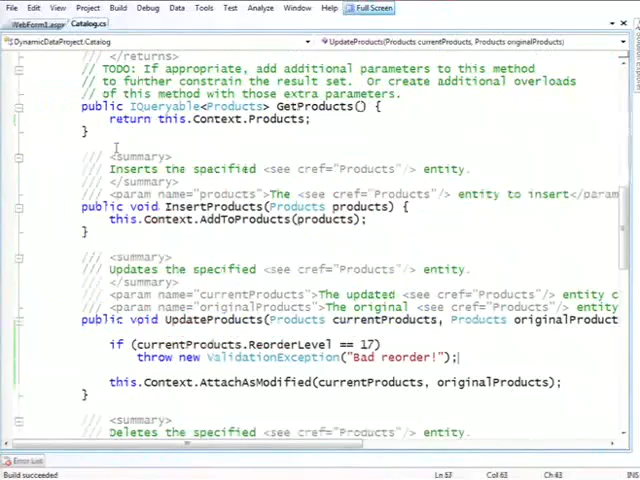 File Edit View Project Build Debug Data Tools Test Analyze Window Help Full Screen
WebForm1.aspx Catalog.cs
DynamicDataProject.Catalog UpdateProducts(Products currentProducts, Products originalProducts)
/// </returns>
// TODO: If appropriate, add additional parameters to this method
// to further constrain the result set. Or create additional overloads
// of this method with those extra parameters.
public IQueryable<Products> GetProducts() {
return this.Context.Products;
}
/// <summary>
/// Inserts the specified <see cref="Products"/> entity.
/// </summary>
/// <param name="products">The <see cref="Products"/> entity to insert</param
public void InsertProducts(Products products) {
this.Context.AddToProducts(products);
}
/// <summary>
/// Updates the specified <see cref="Products"/> entity.
/// </summary>
/// <param name="currentProducts">The updated <see cref="Products"/> entity c
/// <param name="originalProducts">The original <see cref="Products"/> entity
public void UpdateProducts(Products currentProducts, Products originalProduct
if (currentProducts.ReorderLevel == 17)
throw new ValidationException("Bad reorder!");
this.Context.AttachAsModified(currentProducts, originalProducts);
}
/// <summary>
/// Deletes the specified <see cref="Products"/> entity.
Error List
Build succeeded Ln 57 Col 63 Ch 43 INS